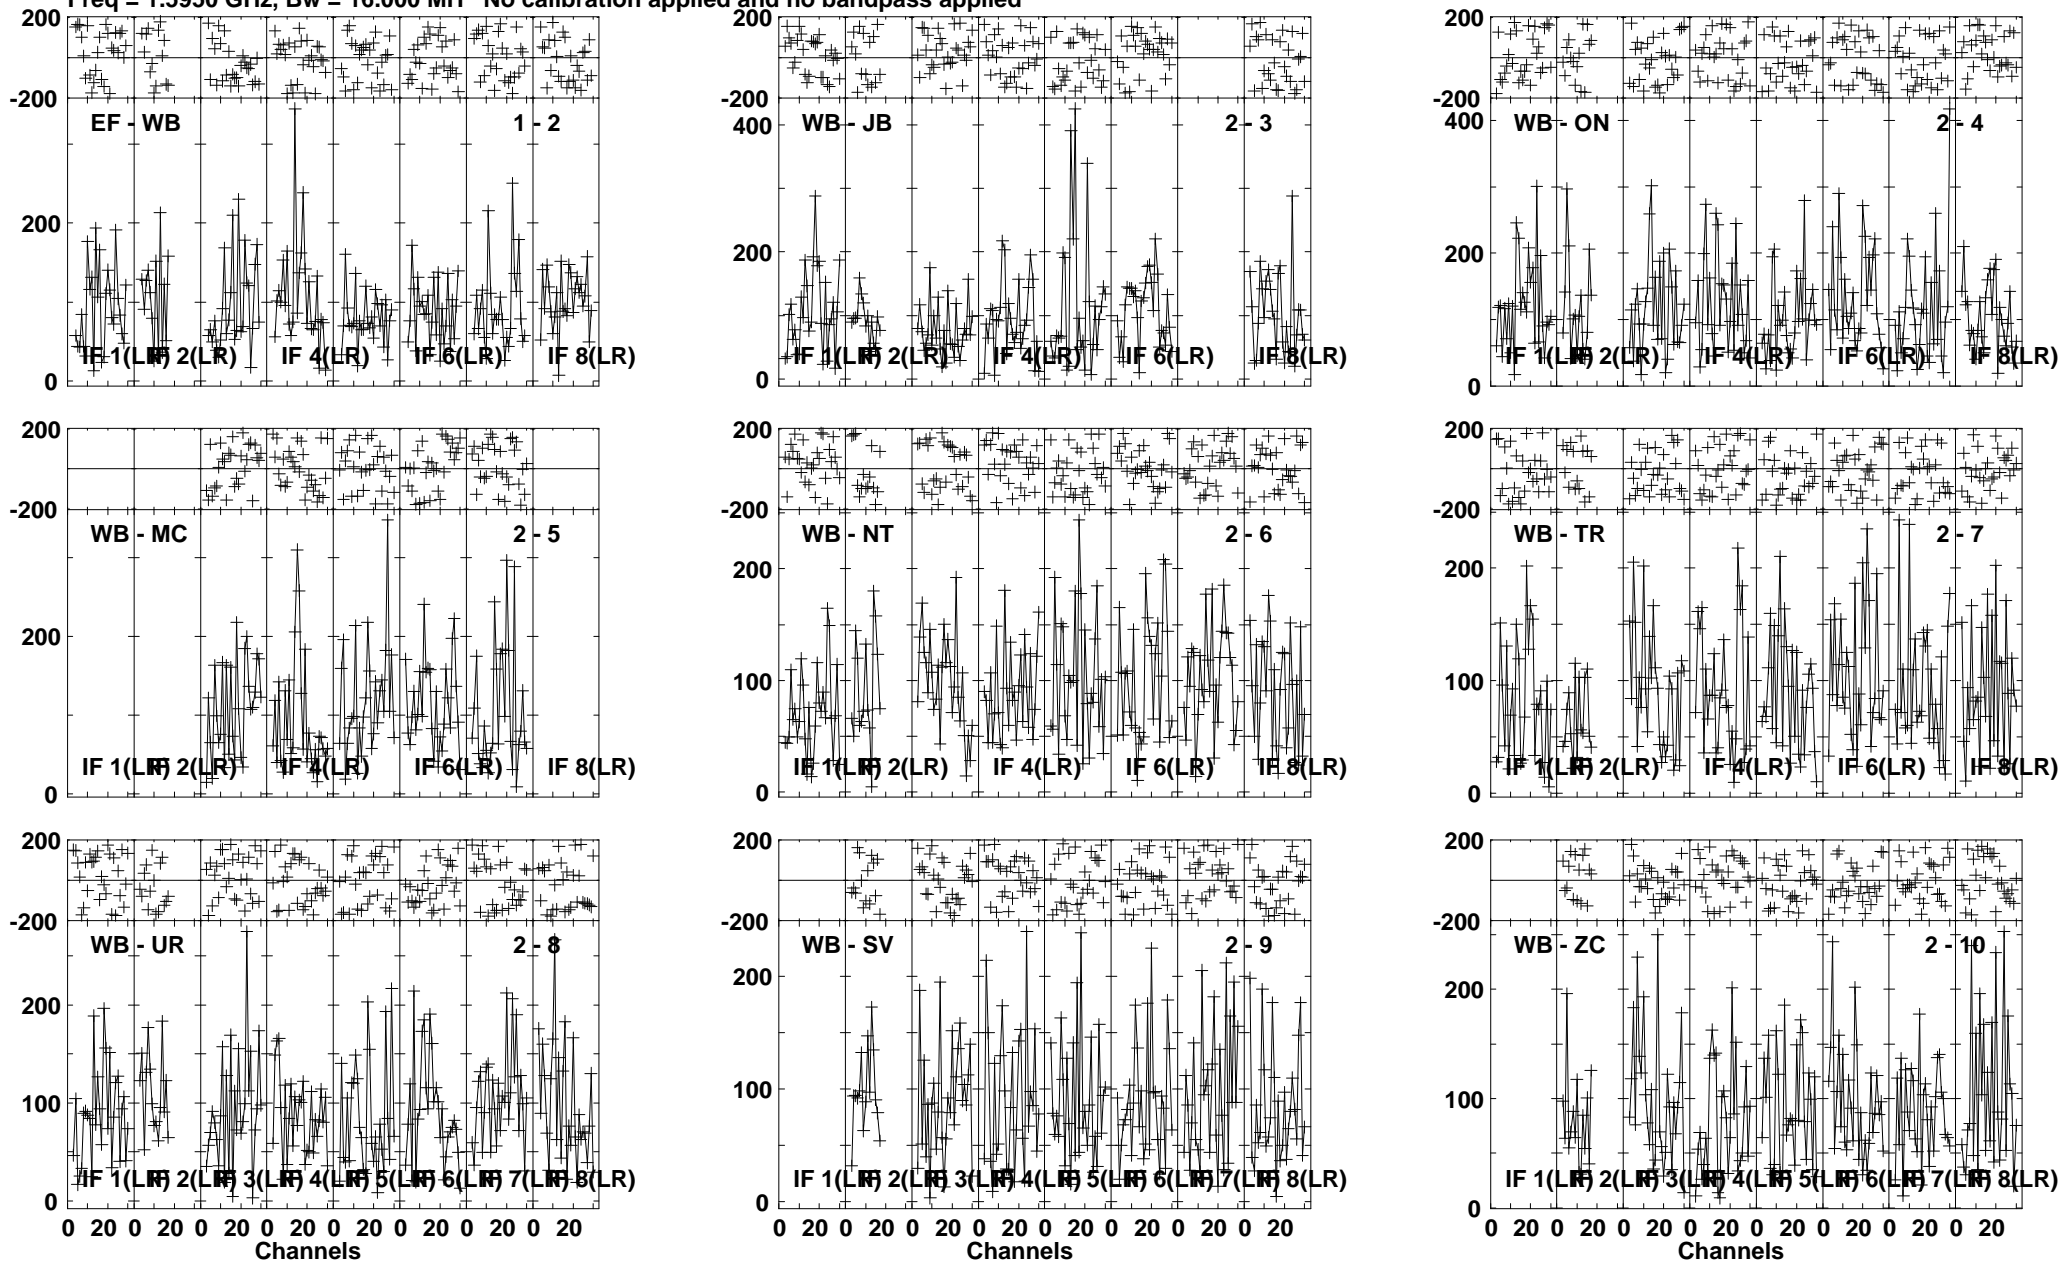 Freq = 1.5950 GHz, Bw = 16.000 MH No calibration applied and no bandpass applied
200
-200
EF - WB 1 - 2
200
0
IF 1(LR) IF 2(LR) IF 4(LR) IF 6(LR) IF 8(LR)
WB - JB 2 - 3
400
200
0
IF 1(LR) IF 2(LR) IF 4(LR) IF 6(LR) IF 8(LR)
200
-200
400
WB - ON 2 - 4
200
0
IF 1(LR) IF 2(LR) IF 4(LR) IF 6(LR) IF 8(LR)
200
-200
WB - MC 2 - 5
200
0
IF 1(LR) IF 2(LR) IF 4(LR) IF 6(LR) IF 8(LR)
200
-200
WB - NT 2 - 6
200
100
0
IF 1(LR) IF 2(LR) IF 4(LR) IF 6(LR) IF 8(LR)
200
-200
WB - TR 2 - 7
200
100
0
IF 1(LR) IF 2(LR) IF 4(LR) IF 6(LR) IF 8(LR)
200
-200
WB - UR 2 - 8
200
100
0
IF 1(LR) IF 2(LR) IF 3(LR) IF 4(LR) IF 5(LR) IF 6(LR) IF 7(LR) IF 8(LR)
0 20 0 20 0 20 0 20 0 20 0 20 0 20 0 20
Channels
200
-200
WB - SV 2 - 9
200
100
0
IF 1(LR) IF 2(LR) IF 3(LR) IF 4(LR) IF 5(LR) IF 6(LR) IF 7(LR) IF 8(LR)
0 20 0 20 0 20 0 20 0 20 0 20 0 20 0 20
200
-200
WB - ZC 2 - 10
200
100
0
IF 1(LR) IF 2(LR) IF 3(LR) IF 4(LR) IF 5(LR) IF 6(LR) IF 7(LR) IF 8(LR)
0 20 0 20 0 20 0 20 0 20 0 20 0 20 0 20
Channels